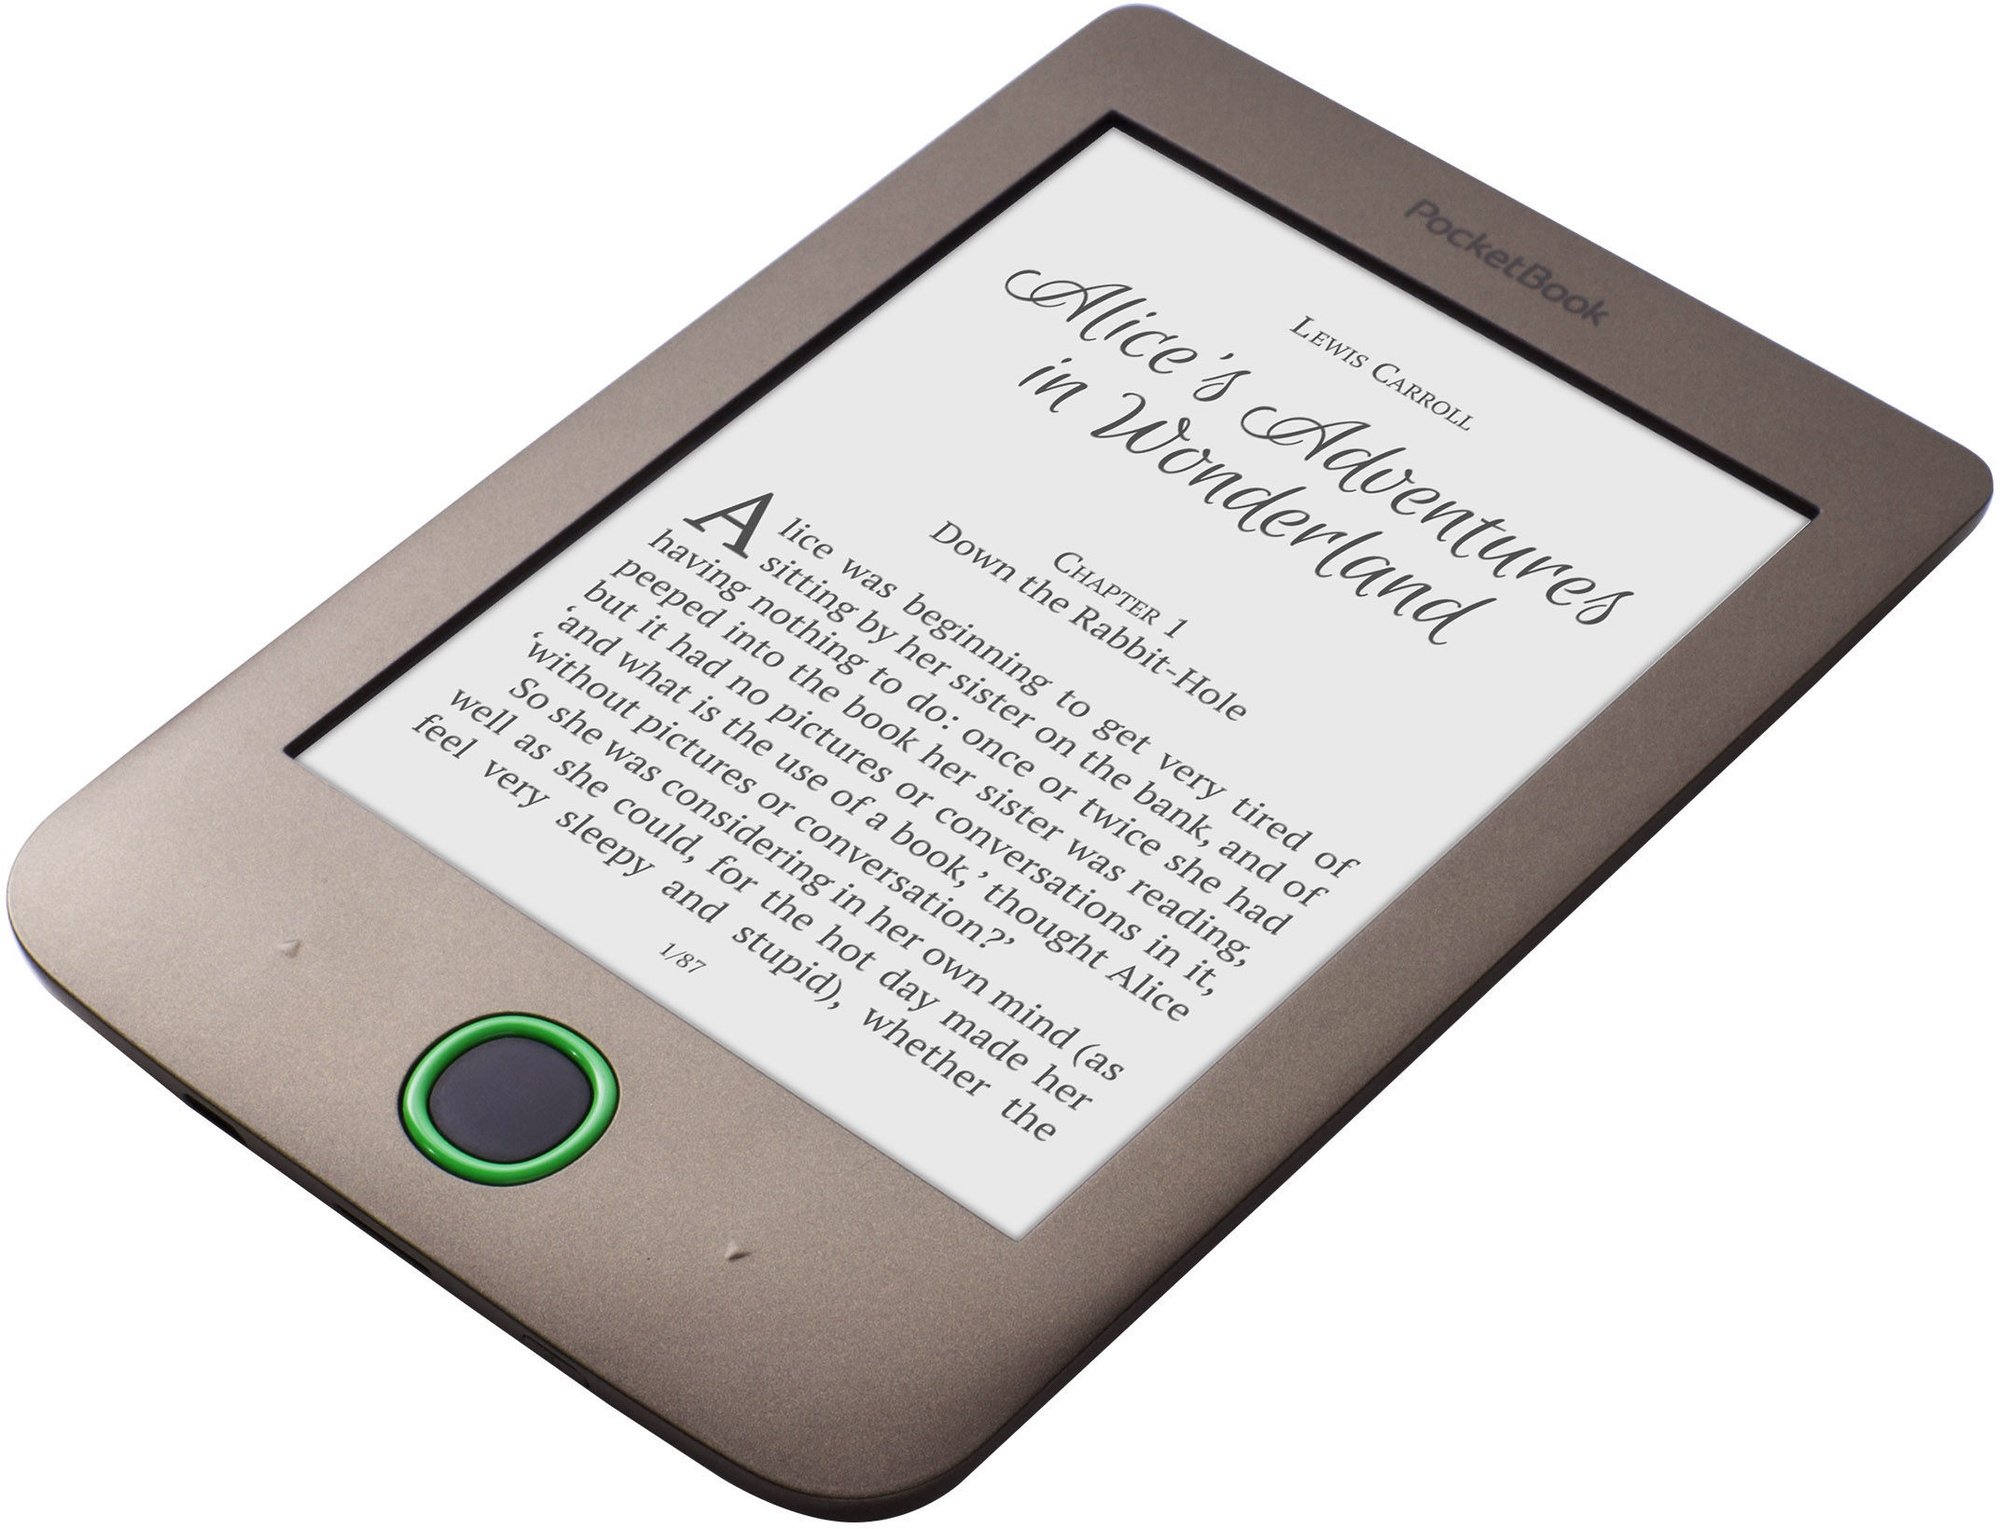 PocketBook
LEWIS CARROLL
Alice's Adventures
in Wonderland
CHAPTER 1
Down the Rabbit-Hole
Alice was beginning to get very tired of
sitting by her sister on the bank, and of
having nothing to do: once or twice she had
peeped into the book her sister was reading,
but it had no pictures or conversations in it,
‘and what is the use of a book,’ thought Alice
‘without pictures or conversation?’
So she was considering in her own mind (as
well as she could, for the hot day made her
feel very sleepy and stupid), whether the
1/87